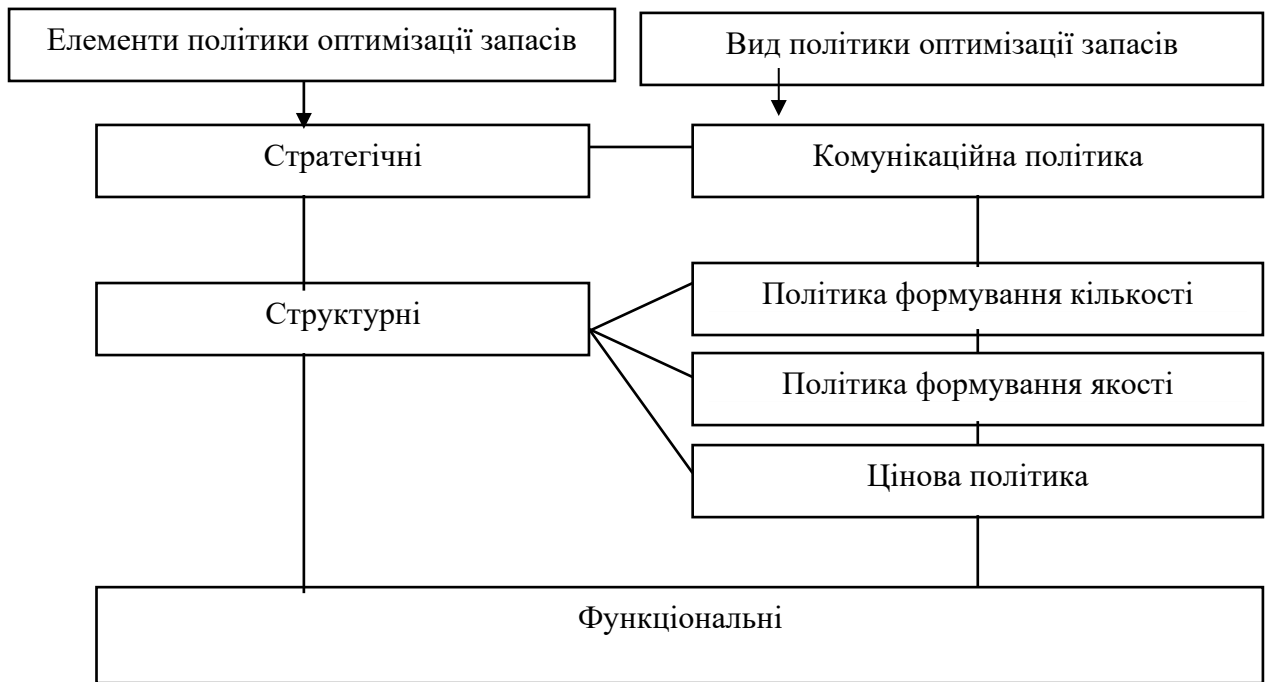 Елементи політики оптимізації запасів
Вид політики оптимізації запасів
Стратегічні
Комунікаційна політика
Структурні
Політика формування кількості
Політика формування якості
Цінова політика
Функціональні